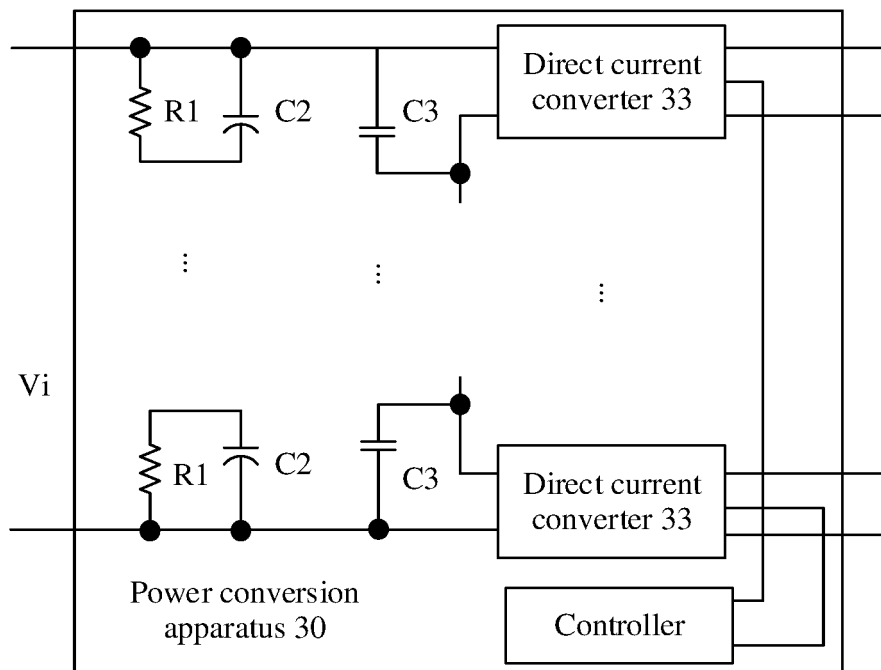 Direct current
converter 33
R1
C2
C3
⋮
⋮
⋮
Vi
R1
C2
C3
Direct current
converter 33
Power conversion
apparatus 30
Controller